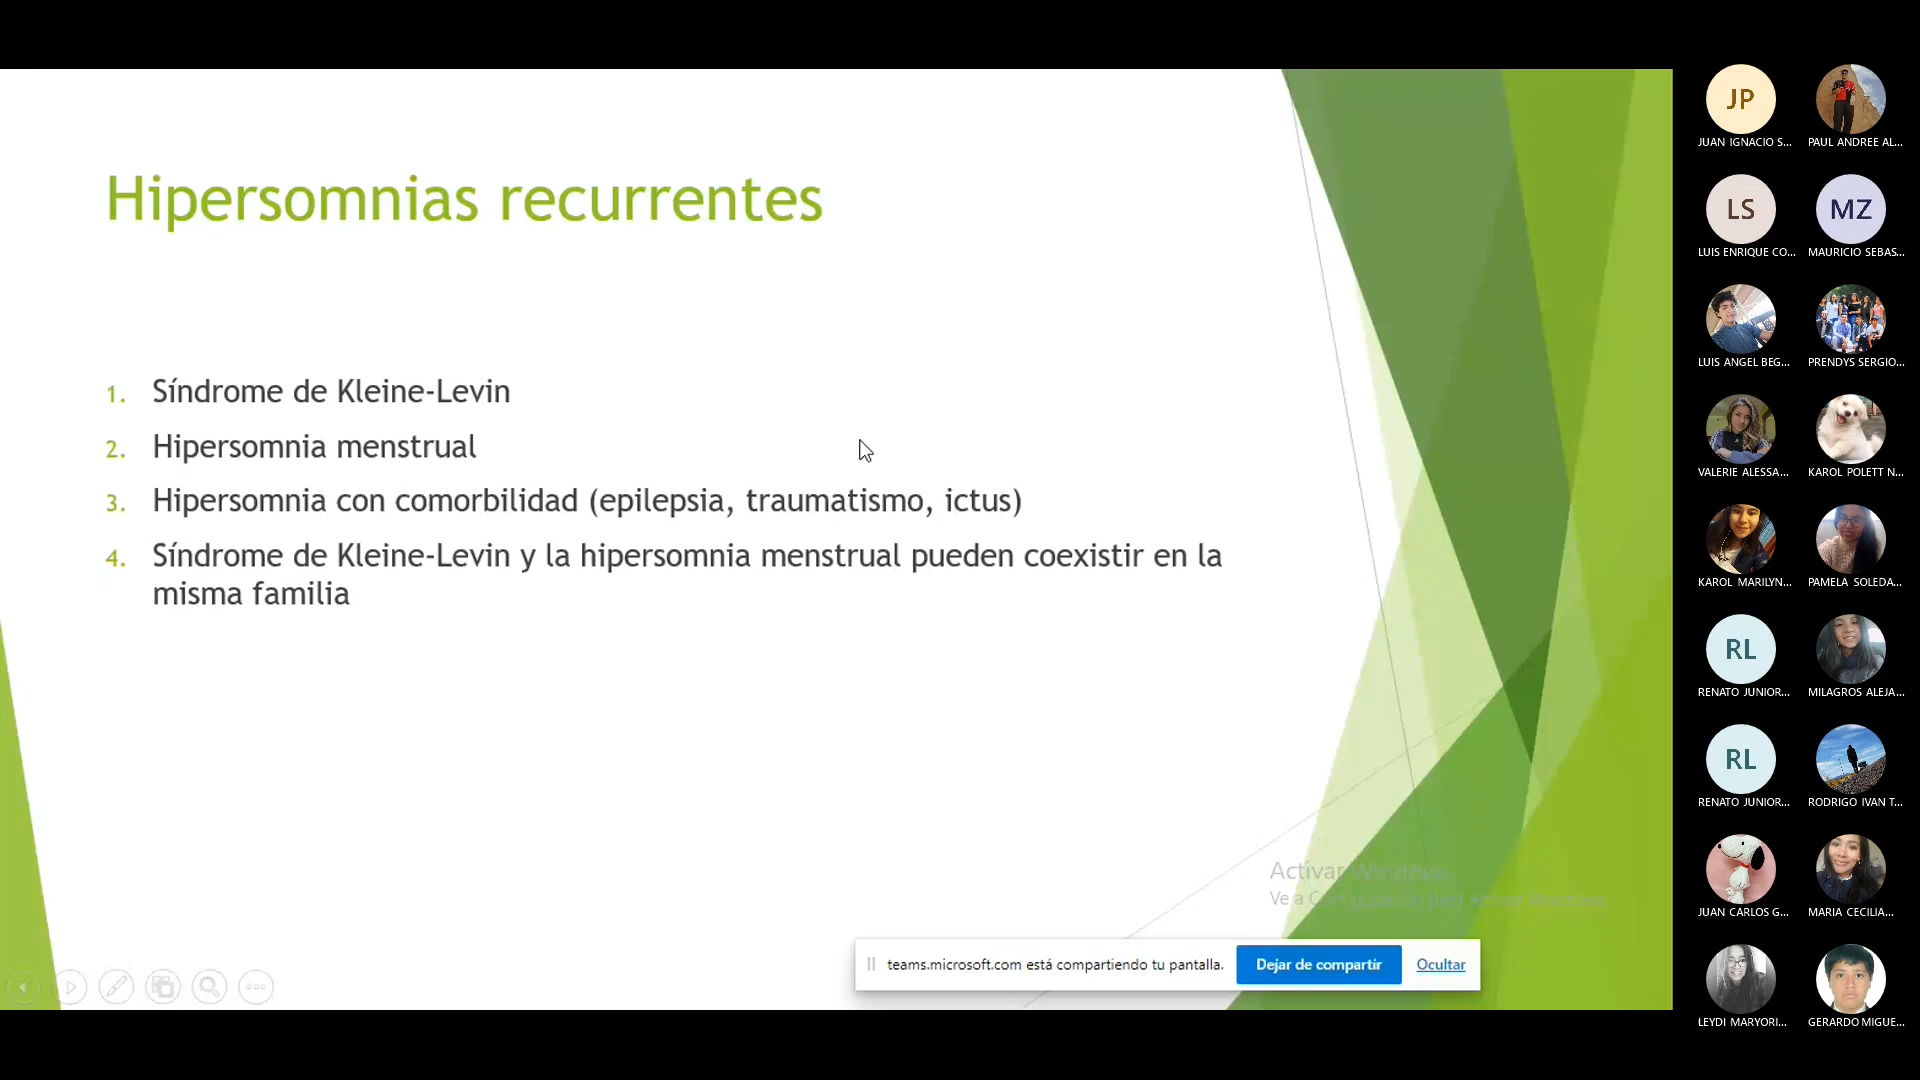 Hipersomnias recurrentes
1. Síndrome de Kleine-Levin
2. Hipersomnia menstrual
3. Hipersomnia con comorbilidad (epilepsia, traumatismo, ictus)
4. Síndrome de Kleine-Levin y la hipersomnia menstrual pueden coexistir en la
misma familia
Activar Windows
Ve a
teams.microsoft.com está compartiendo tu pantalla.
Dejar de compartir
Ocultar
JP
JUAN IGNACIO S...
PAUL ANDREE AL...
LS
LUIS ENRIQUE CO...
MZ
MAURICIO SEBAS...
LUIS ANGEL BEG...
PRENDYS SERGIO...
VALERIE ALESSA...
KAROL POLETT N...
KAROL MARILYN...
PAMELA SOLEDA...
RL
RENATO JUNIOR...
MILAGROS ALEJA...
RL
RENATO JUNIOR...
RODRIGO IVAN T...
JUAN CARLOS G...
MARIA CECILIA...
LEYDI MARYORI...
GERARDO MIGUE...